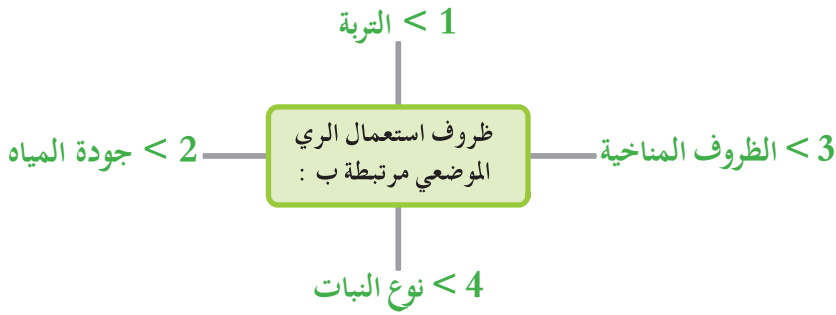 1 > التربة
ظروف استعمال الري
الموضعي مرتبطة ب :
2 > جودة المياه
3 > الظروف المناخية
4 > نوع النبات